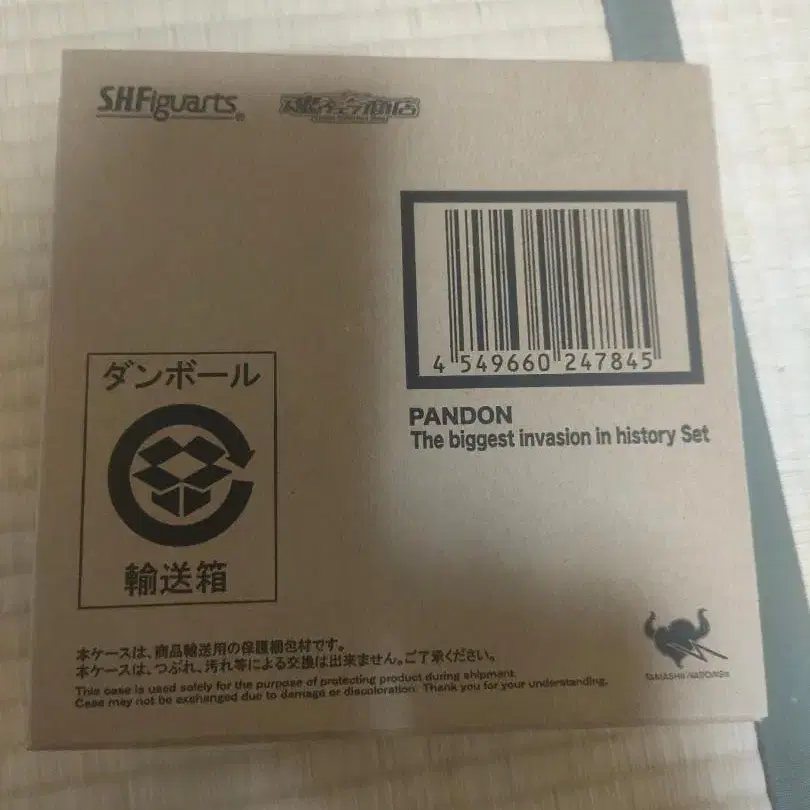 S.H.Figuarts
魂ウェブ商店
4 549660 247845
PANDON
The biggest invasion in history Set
ダンボール
輸送箱
本ケースは、商品輸送用の保護梱包材です。
本ケースは、つぶれ、汚れ等による交換は出来ません。ご了承ください。
This case is used solely for the purpose of protecting product during shipment.
Case may not be exchanged due to damage or discoloration. Thank you for your understanding.
TAMASHII NATIONS